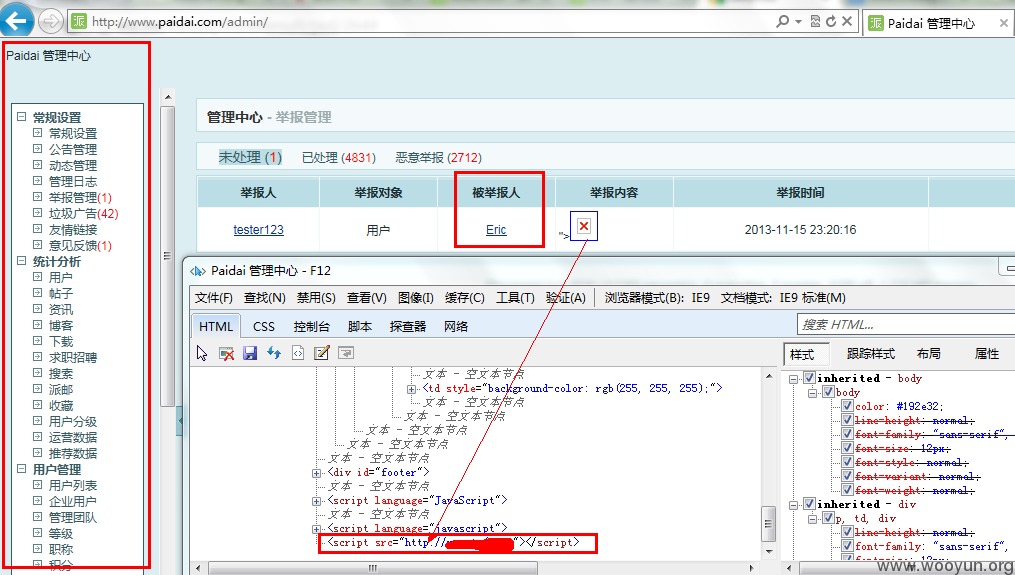 http://www.paidai.com/admin/
派 Paidai 管理中心
Paidai 管理中心
常规设置
常规设置
公告管理
动态管理
管理日志
举报管理(1)
垃圾广告(42)
友情链接
意见反馈(1)
统计分析
用户
帖子
资讯
博客
下载
求职招聘
搜索
派邮
收藏
用户分级
运营数据
推荐数据
用户管理
用户列表
企业用户
管理团队
等级
职称
积分
管理中心 - 举报管理
未处理 (1) 已处理 (4831) 恶意举报 (2712)
举报人 举报对象 被举报人 举报内容 举报时间
tester123 用户 Eric "> 2013-11-15 23:20:16
Paidai 管理中心 - F12
文件(F) 查找(N) 禁用(S) 查看(V) 图像(I) 缓存(C) 工具(T) 验证(A) 浏览器模式(B): IE9 文档模式: IE9 标准(M)
HTML CSS 控制台 脚本 探查器 网络
搜索 HTML...
样式 跟踪样式 布局 属性
文本 - 空文本节点
<td style="background-color: rgb(255, 255, 255);">
文本 - 空文本节点
文本 - 空文本节点
文本 - 空文本节点
文本 - 空文本节点
文本 - 空文本节点
<div id="footer">
文本 - 空文本节点
<script language="JavaScript">
文本 - 空文本节点
<script language="javascript">
<script src="http://"></script>
inherited - body
body
color: #192e32;
line-height: normal;
font-family: "sans-serif",
font-size: 12px;
font-style: normal;
font-variant: normal;
font-weight: normal;
inherited - div
p, td, div
line-height: normal;
font-family: "sans-serif",
font-size: 12px;
www.wooyun.org